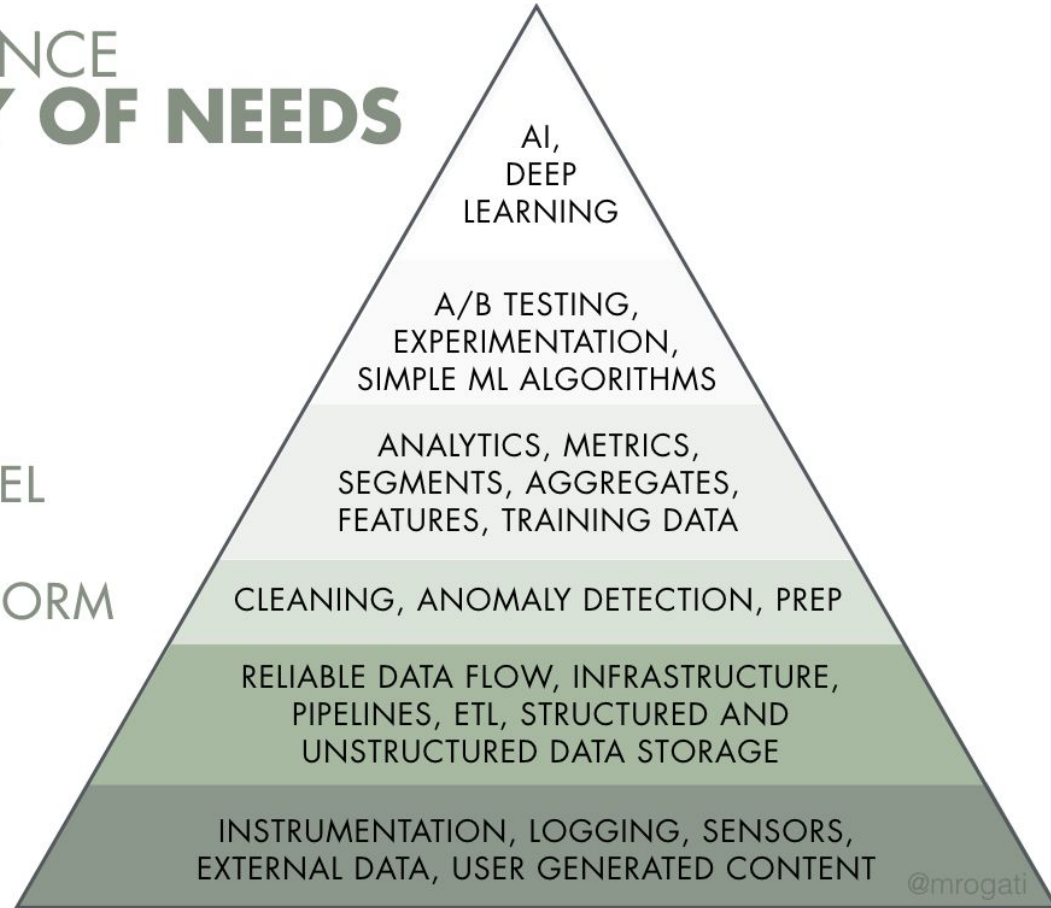 NCE
Y OF NEEDS
AI,
DEEP
LEARNING
A/B TESTING,
EXPERIMENTATION,
SIMPLE ML ALGORITHMS
ANALYTICS, METRICS,
SEGMENTS, AGGREGATES,
FEATURES, TRAINING DATA
EL
ORM
CLEANING, ANOMALY DETECTION, PREP
RELIABLE DATA FLOW, INFRASTRUCTURE,
PIPELINES, ETL, STRUCTURED AND
UNSTRUCTURED DATA STORAGE
INSTRUMENTATION, LOGGING, SENSORS,
EXTERNAL DATA, USER GENERATED CONTENT
@mrogati